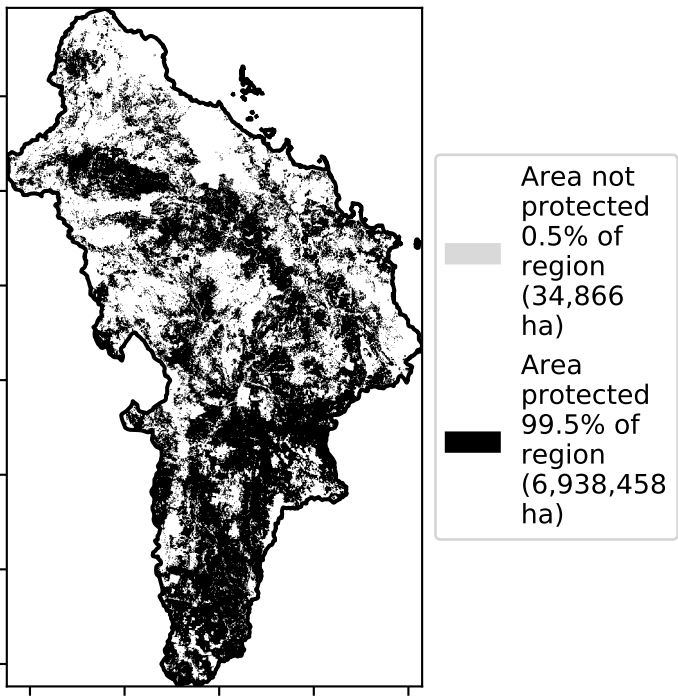 Area not
protected
0.5% of
region
(34,866
ha)
Area
protected
99.5% of
region
(6,938,458
ha)